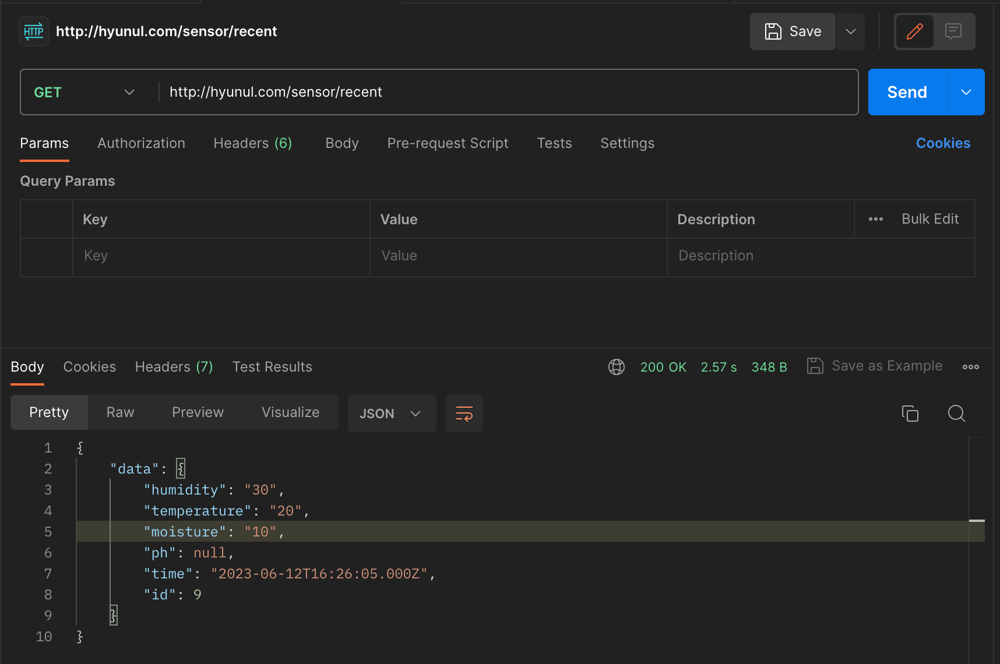 HTTP http://hyunul.com/sensor/recent Save
GET http://hyunul.com/sensor/recent Send
Params Authorization Headers (6) Body Pre-request Script Tests Settings Cookies
Query Params
Key Value Description Bulk Edit
Key Value Description
Body Cookies Headers (7) Test Results 200 OK 2.57 s 348 B Save as Example
Pretty Raw Preview Visualize JSON
1 {
2 "data": {
3 "humidity": "30",
4 "temperature": "20",
5 "moisture": "10",
6 "ph": null,
7 "time": "2023-06-12T16:26:05.000Z",
8 "id": 9
9 }
10 }